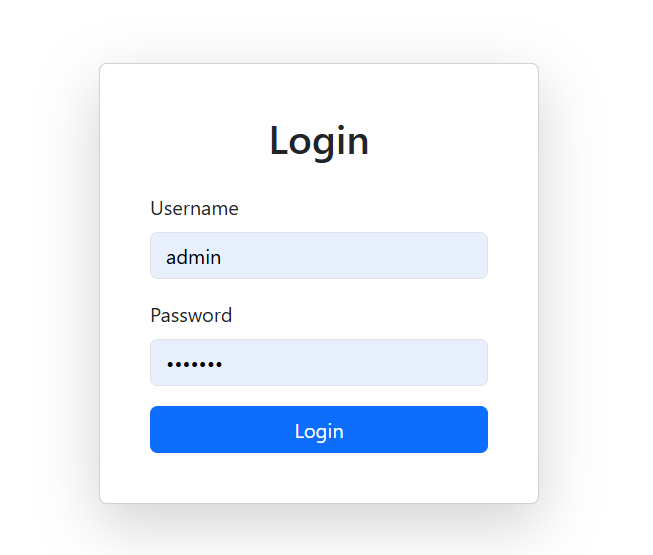 Login
Username
admin
Password
•••••••
Login